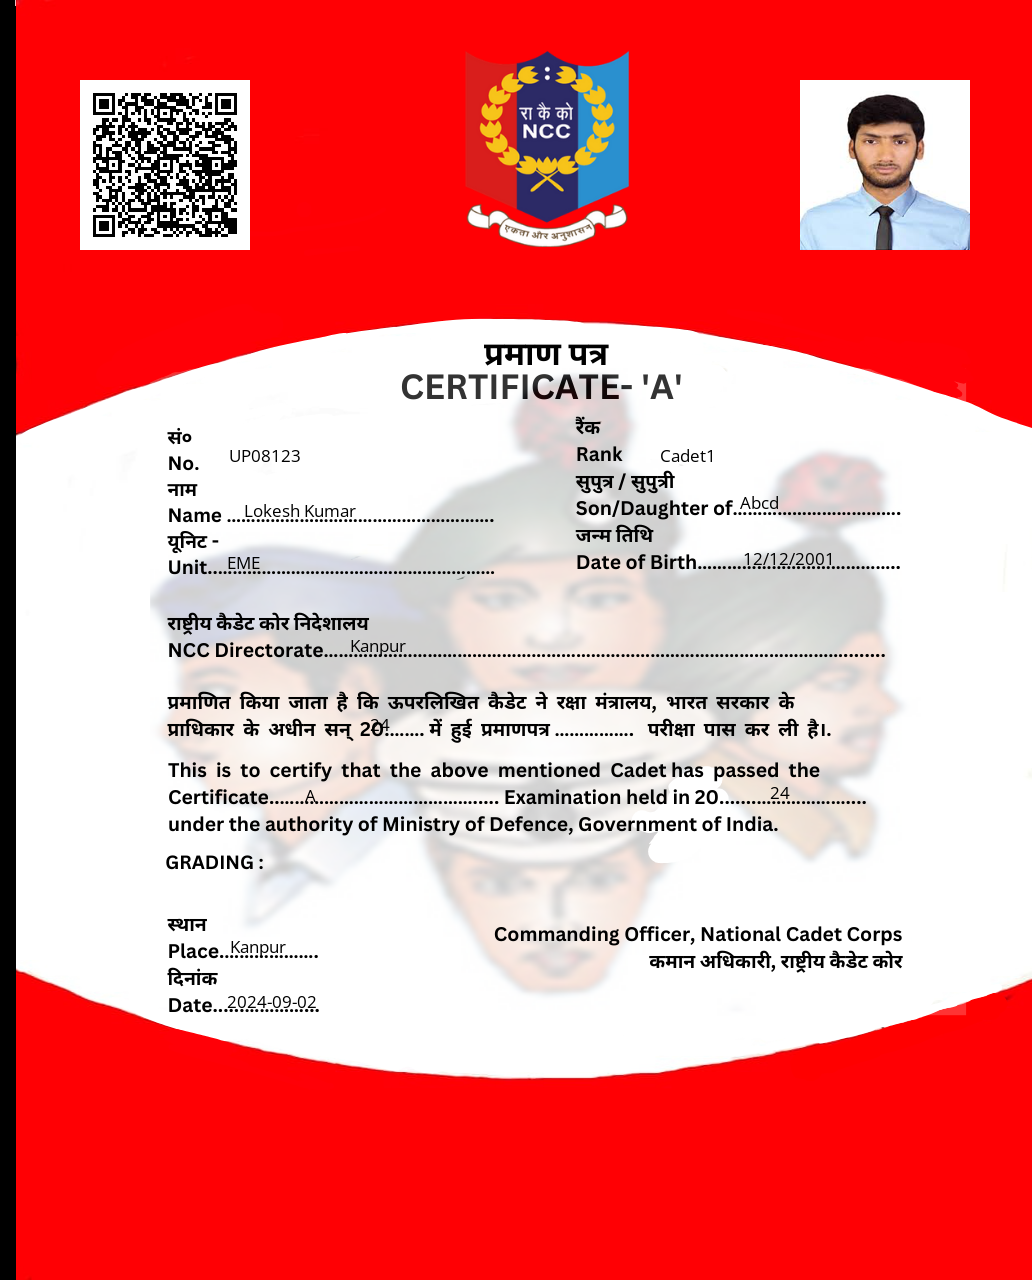 रा कै को
NCC
एकता और अनुशासन
प्रमाण पत्र
CERTIFICATE- 'A'
सं०
No. UP08123
नाम
Name ...Lokesh Kumar...
यूनिट -
Unit...EME...
रैंक
Rank Cadet1
सुपुत्र / सुपुत्री
Son/Daughter of...Abcd...
जन्म तिथि
Date of Birth...12/12/2001...
राष्ट्रीय कैडेट कोर निदेशालय
NCC Directorate...Kanpur...
प्रमाणित किया जाता है कि ऊपरलिखित कैडेट ने रक्षा मंत्रालय, भारत सरकार के
प्राधिकार के अधीन सन् 20..24..... में हुई प्रमाणपत्र ................ परीक्षा पास कर ली है।.
This is to certify that the above mentioned Cadet has passed the
Certificate...A... Examination held in 20...24...
under the authority of Ministry of Defence, Government of India.
GRADING :
स्थान
Place...Kanpur...
दिनांक
Date...2024-09-02...
Commanding Officer, National Cadet Corps
कमान अधिकारी, राष्ट्रीय कैडेट कोर